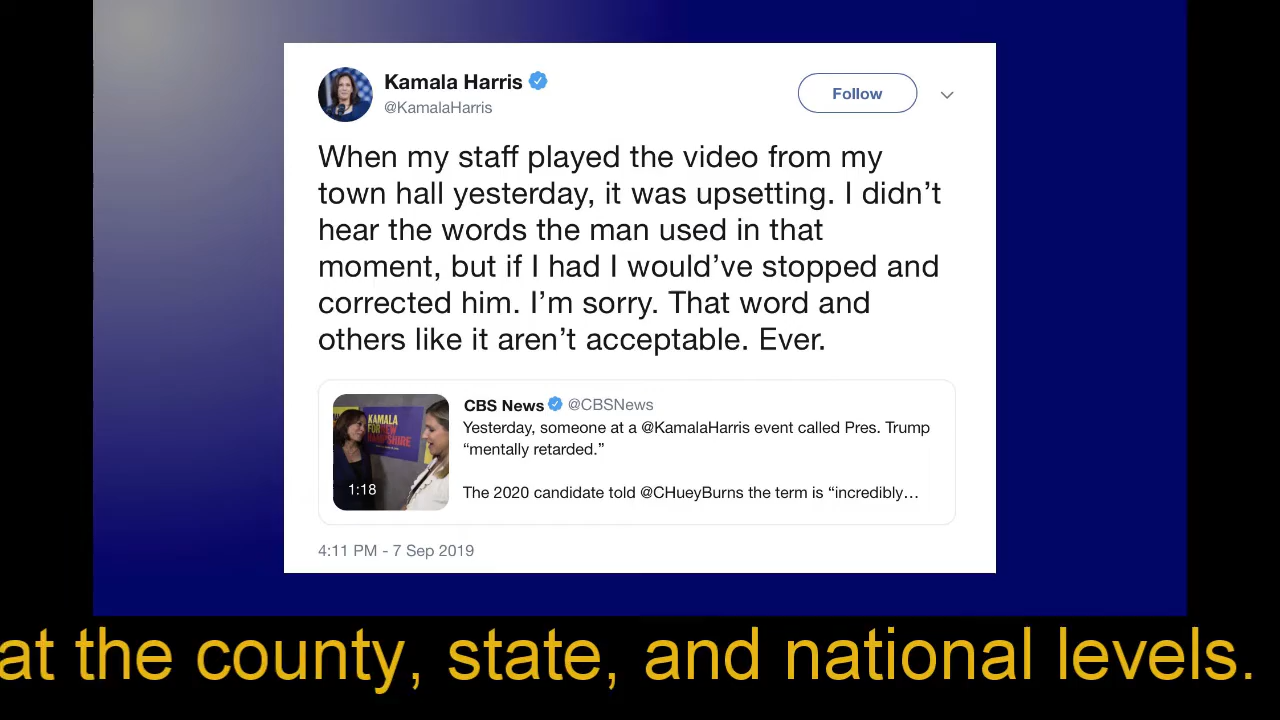 Kamala Harris
@KamalaHarris
Follow
When my staff played the video from my
town hall yesterday, it was upsetting. I didn’t
hear the words the man used in that
moment, but if I had I would’ve stopped and
corrected him. I’m sorry. That word and
others like it aren’t acceptable. Ever.
KAMALA
FOR NEW
HAMPSHIRE
1:18
CBS News @CBSNews
Yesterday, someone at a @KamalaHarris event called Pres. Trump
“mentally retarded.”
The 2020 candidate told @CHueyBurns the term is “incredibly…
4:11 PM - 7 Sep 2019
at the county, state, and national levels.